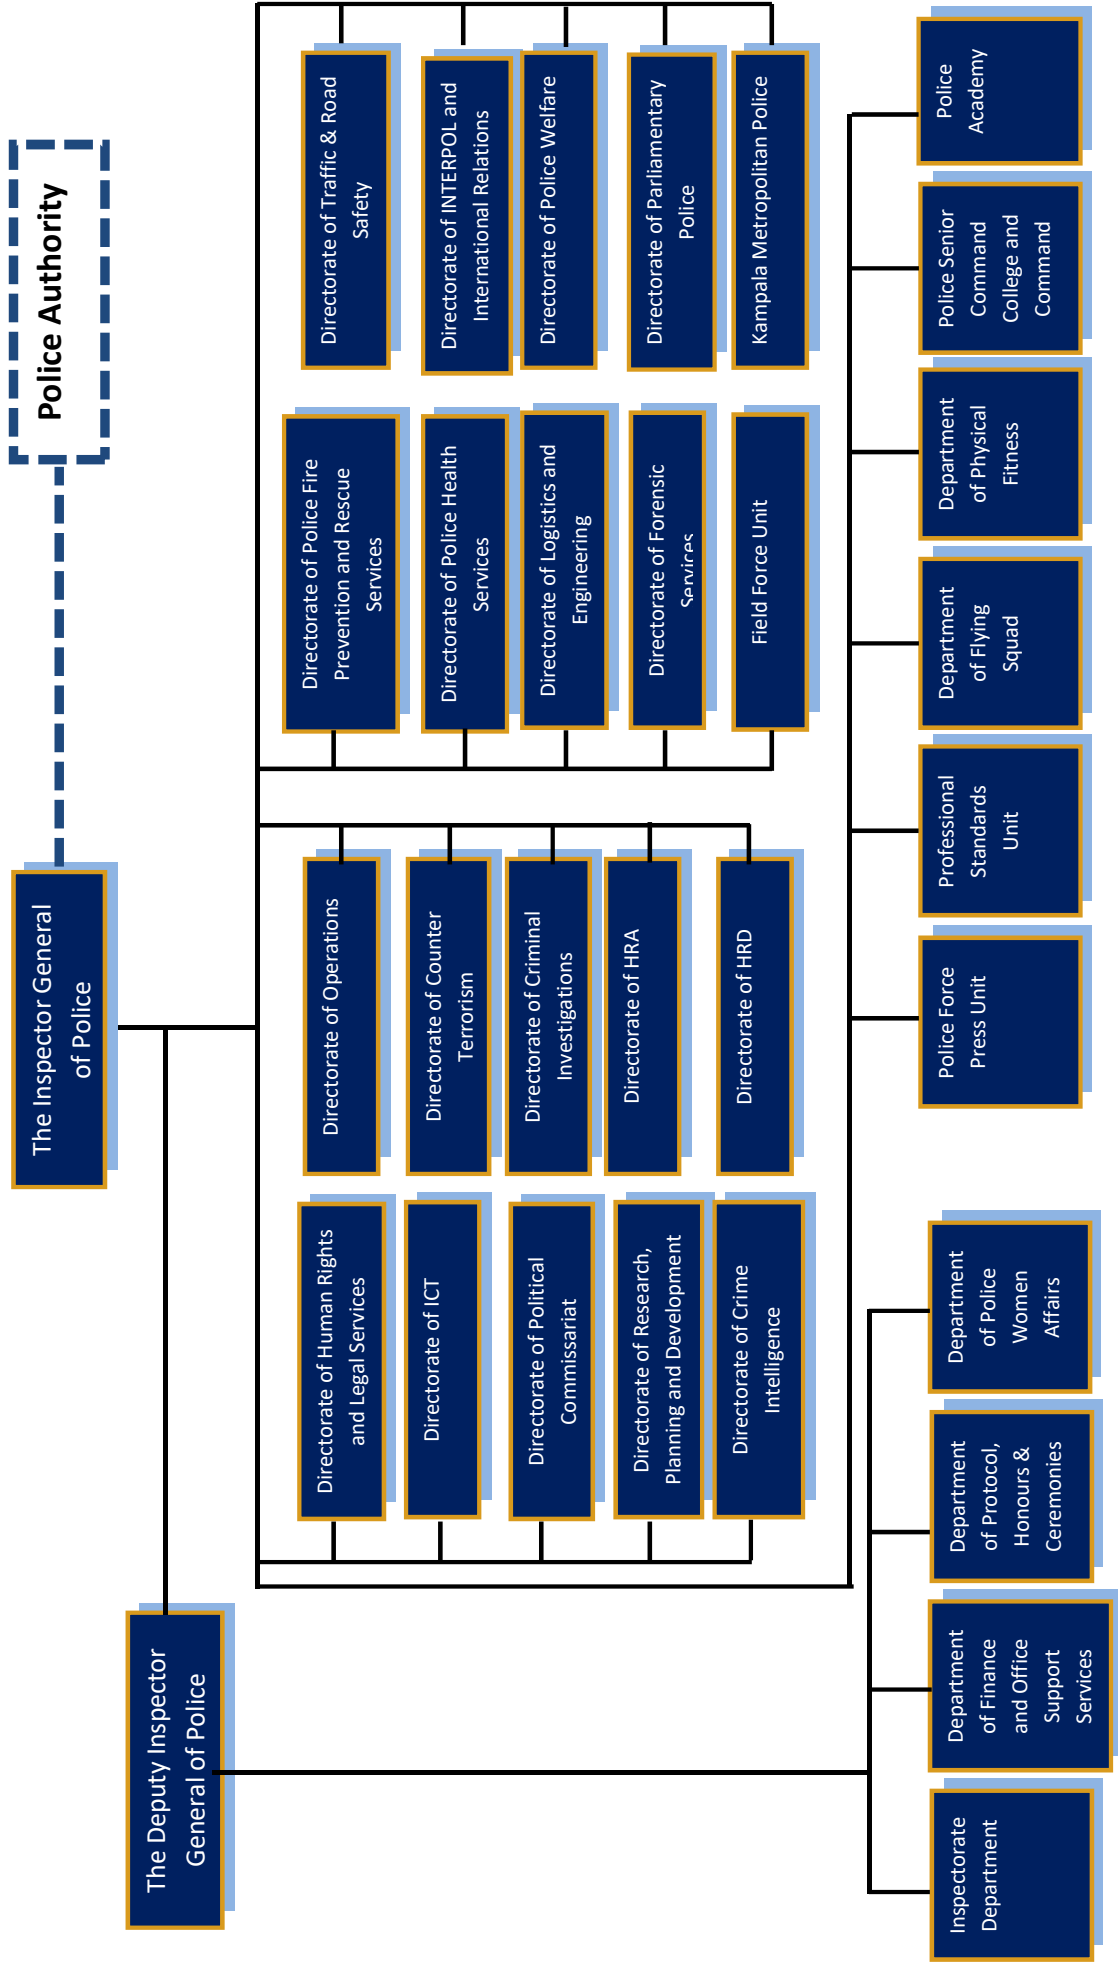 Police Authority
The Inspector General
of Police
The Deputy Inspector
General of Police
Directorate of Human Rights
and Legal Services
Directorate of ICT
Directorate of Political
Commissariat
Directorate of Research,
Planning and Development
Directorate of Crime
Intelligence
Directorate of Operations
Directorate of Counter
Terrorism
Directorate of Criminal
Investigations
Directorate of HRA
Directorate of HRD
Directorate of Police Fire
Prevention and Rescue
Services
Directorate of Police Health
Services
Directorate of Logistics and
Engineering
Directorate of Forensic
Services
Field Force Unit
Directorate of Traffic & Road
Safety
Directorate of INTERPOL and
International Relations
Directorate of Police Welfare
Directorate of Parliamentary
Police
Kampala Metropolitan Police
Inspectorate
Department
Department
of Finance
and Office
Support
Services
Department
of Protocol,
Honours &
Ceremonies
Department
of Police
Women
Affairs
Police Force
Press Unit
Professional
Standards
Unit
Department
of Flying
Squad
Department
of Physical
Fitness
Police Senior
Command
College and
Command
Police
Academy